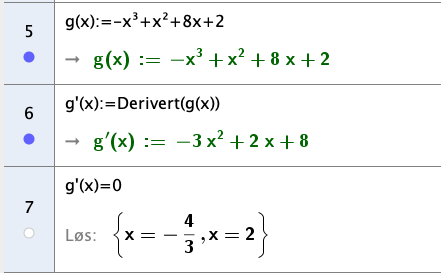 5
g(x):=-x³+x²+8x+2
→ g(x) := −x³ + x² + 8 x + 2
6
g'(x):=Derivert(g(x))
→ g′(x) := −3 x² + 2 x + 8
7
g'(x)=0
Løs: {x = − 4/3 , x = 2}